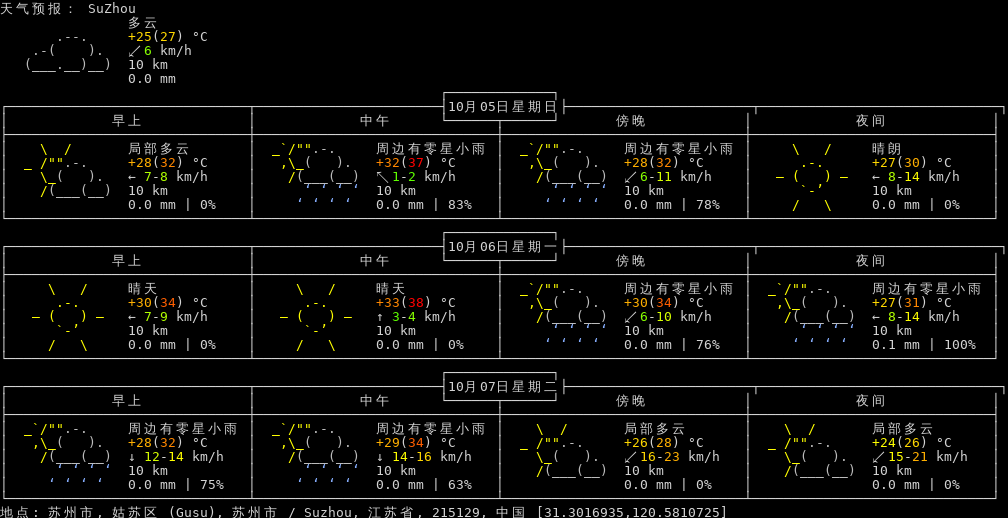 天气预报: SuZhou
多云
+25(27) °C
↙ 6 km/h
10 km
0.0 mm
10月05日星期日
早上 中午 傍晚 夜间
局部多云 周边有零星小雨 周边有零星小雨 晴朗
+28(32) °C +32(37) °C +28(32) °C +27(30) °C
← 7-8 km/h ↖ 1-2 km/h ↙ 6-11 km/h ← 8-14 km/h
10 km 10 km 10 km 10 km
0.0 mm | 0% 0.0 mm | 83% 0.0 mm | 78% 0.0 mm | 0%
10月06日星期一
早上 中午 傍晚 夜间
晴天 晴天 周边有零星小雨 周边有零星小雨
+30(34) °C +33(38) °C +30(34) °C +27(31) °C
← 7-9 km/h ↑ 3-4 km/h ↙ 6-10 km/h ← 8-14 km/h
10 km 10 km 10 km 10 km
0.0 mm | 0% 0.0 mm | 0% 0.0 mm | 76% 0.1 mm | 100%
10月07日星期二
早上 中午 傍晚 夜间
周边有零星小雨 周边有零星小雨 局部多云 局部多云
+28(32) °C +29(34) °C +26(28) °C +24(26) °C
↓ 12-14 km/h ↓ 14-16 km/h ↙ 16-23 km/h ↙ 15-21 km/h
10 km 10 km 10 km 10 km
0.0 mm | 75% 0.0 mm | 63% 0.0 mm | 0% 0.0 mm | 0%
地点: 苏州市, 姑苏区 (Gusu), 苏州市 / Suzhou, 江苏省, 215129, 中国 [31.3016935,120.5810725]